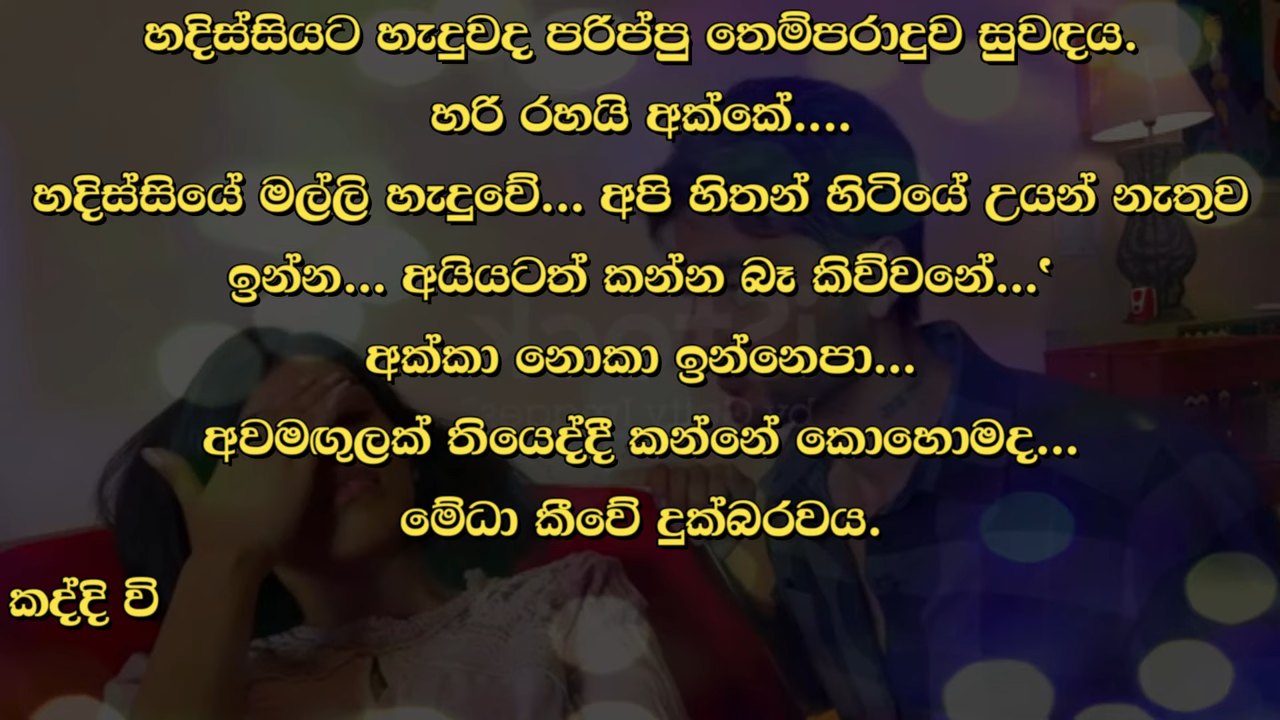 හදිස්සියට හැදුවද පරිප්පු තෙම්පරාදුව සුවඳය.
හරි රහයි අක්කේ....
හදිස්සියේ මල්ලි හැදුවේ... අපි හිතන් හිටියේ උයන් නැතුව
ඉන්න... අයියටත් කන්න බෑ කිව්වනේ...‛
අක්කා නොකා ඉන්නෙපා...
අවමඟුලක් තියෙද්දී කන්නේ කොහොමද...
මේධා කීවේ දුක්බරවය.
කද්දි වි